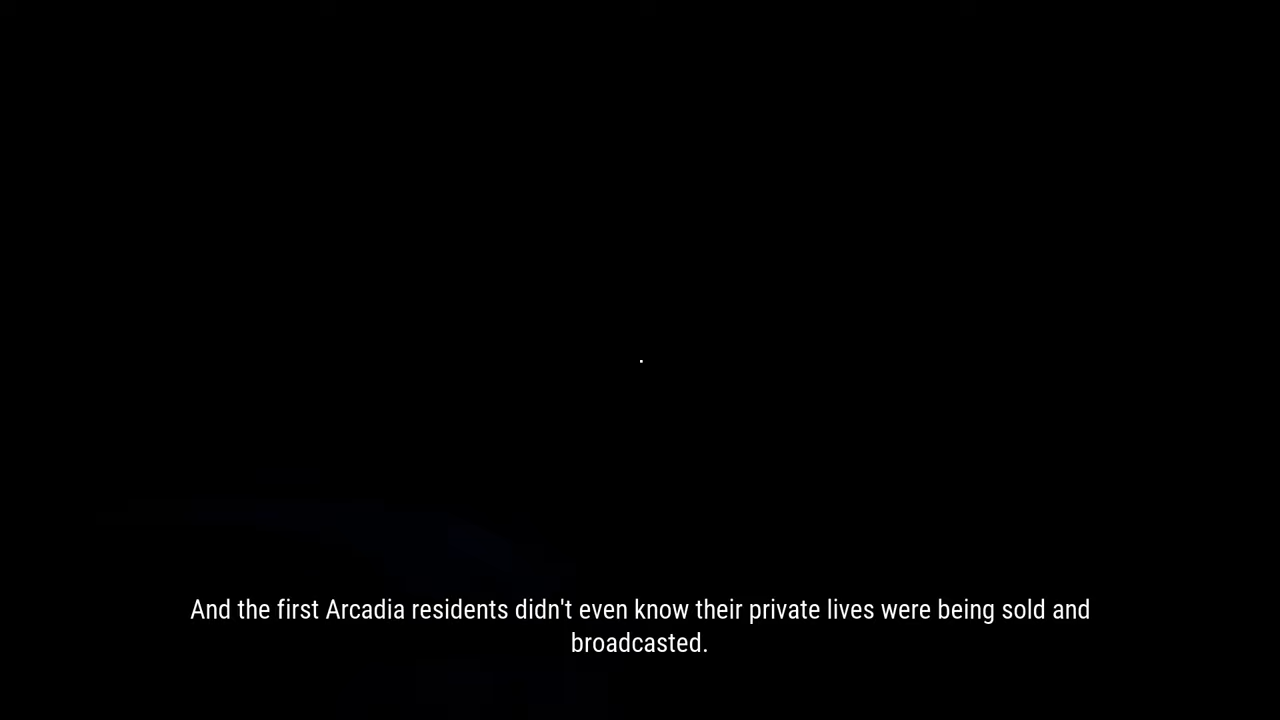 And the first Arcadia residents didn't even know their private lives were being sold and
broadcasted.